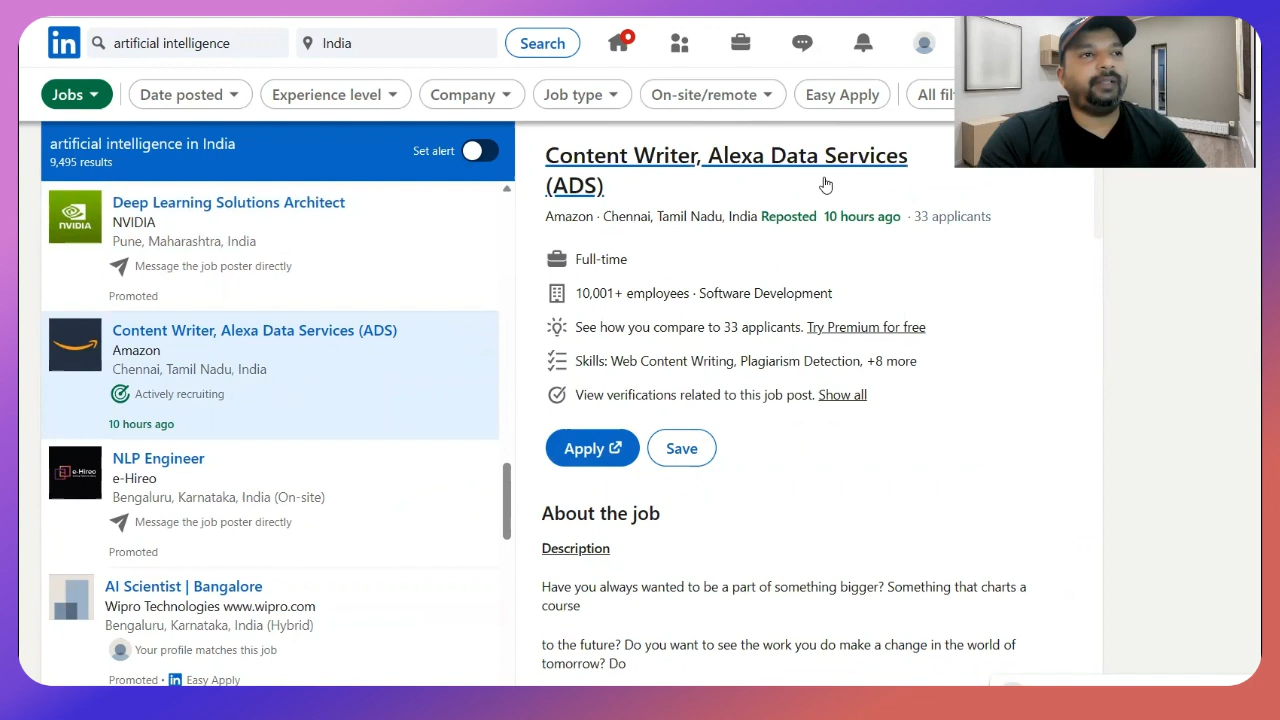 in
artificial intelligence
India
Search
Jobs
Date posted
Experience level
Company
Job type
On-site/remote
Easy Apply
All fil
artificial intelligence in India
9,495 results
Set alert
NVIDIA
Deep Learning Solutions Architect
NVIDIA
Pune, Maharashtra, India
Message the job poster directly
Promoted
Content Writer, Alexa Data Services (ADS)
Amazon
Chennai, Tamil Nadu, India
Actively recruiting
10 hours ago
e-Hireo
NLP Engineer
e-Hireo
Bengaluru, Karnataka, India (On-site)
Message the job poster directly
Promoted
AI Scientist | Bangalore
Wipro Technologies www.wipro.com
Bengaluru, Karnataka, India (Hybrid)
Your profile matches this job
Promoted • in Easy Apply
Content Writer, Alexa Data Services
(ADS)
Amazon · Chennai, Tamil Nadu, India Reposted 10 hours ago · 33 applicants
Full-time
10,001+ employees · Software Development
See how you compare to 33 applicants. Try Premium for free
Skills: Web Content Writing, Plagiarism Detection, +8 more
View verifications related to this job post. Show all
Apply
Save
About the job
Description
Have you always wanted to be a part of something bigger? Something that charts a
course
to the future? Do you want to see the work you do make a change in the world of
tomorrow? Do